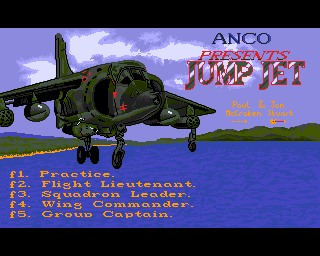 ANCO
PRESENTS
JUMP JET
f1. Practice.
f2. Flight Lieutenant.
f3. Squadron Leader.
f4. Wing Commander.
f5. Group Captain.